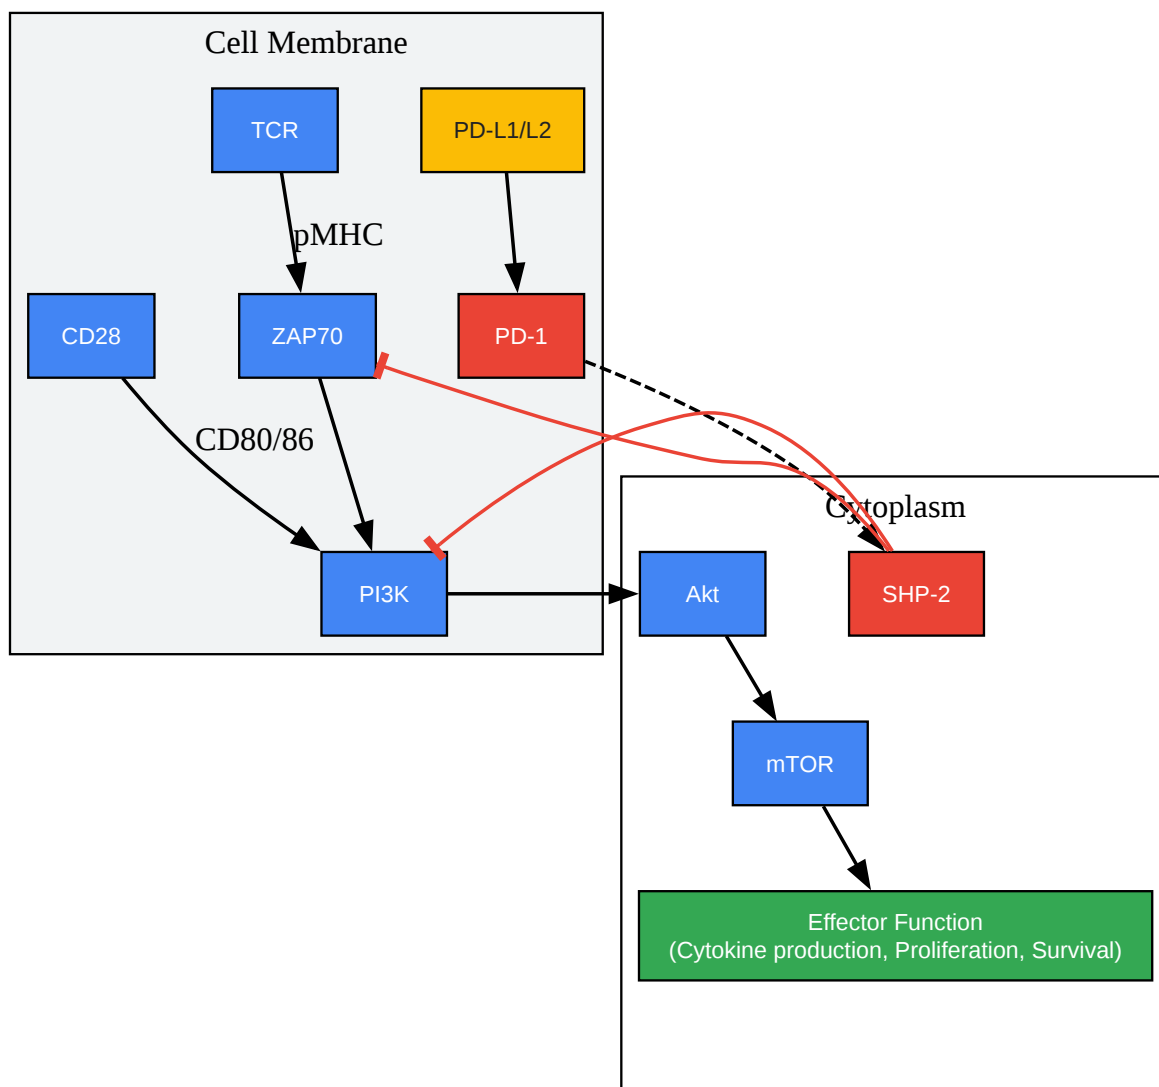 Cell Membrane
TCR
PD-L1/L2
pMHC
CD28
ZAP70
PD-1
CD80/86
Cytoplasm
PI3K
Akt
SHP-2
mTOR
Effector Function
(Cytokine production, Proliferation, Survival)